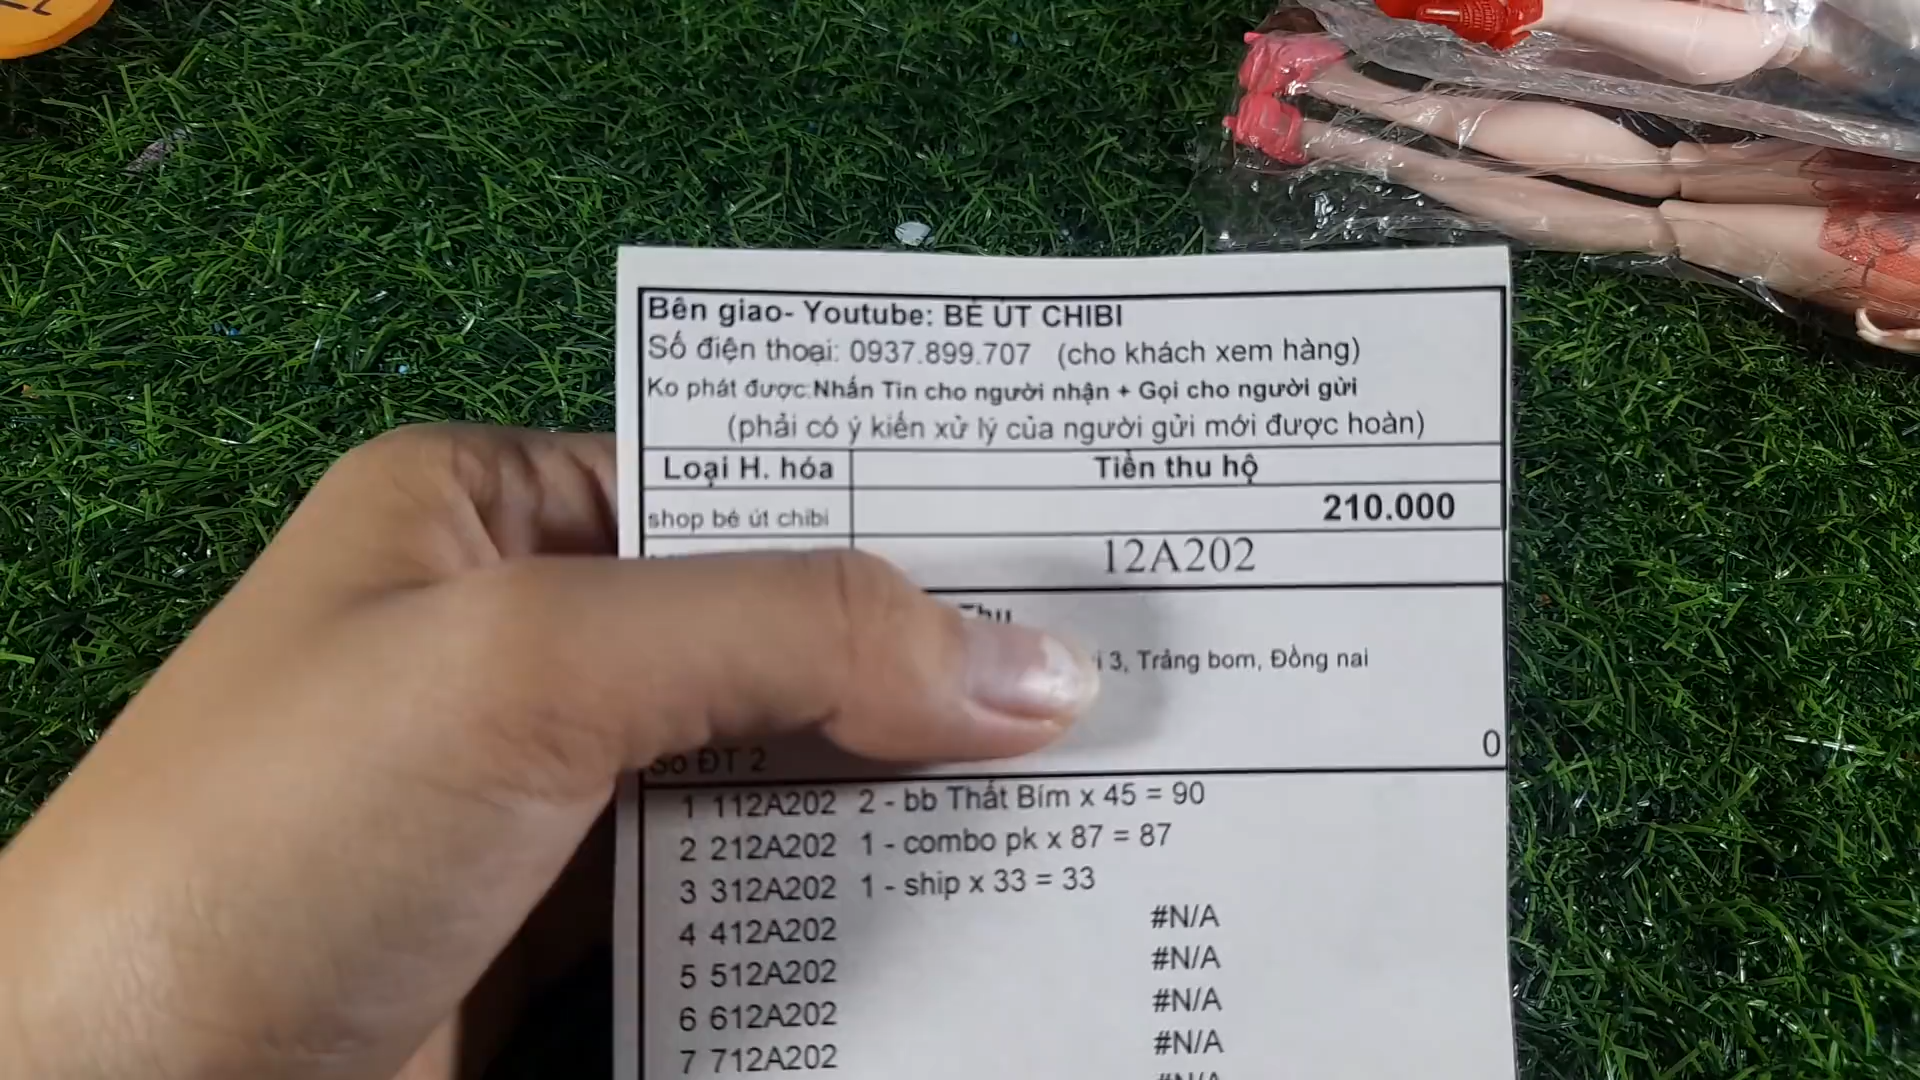 Bên giao- Youtube: BÉ ÚT CHIBI
Số điện thoại: 0937.899.707 (cho khách xem hàng)
Ko phát được:Nhắn Tin cho người nhận + Gọi cho người gửi
(phải có ý kiến xử lý của người gửi mới được hoàn)
Loại H. hóa Tiền thu hộ
shop bé út chibi 210.000
12A202
3, Trảng bom, Đồng nai
Số ĐT 2 0
1 112A202 2 - bb Thắt Bím x 45 = 90
2 212A202 1 - combo pk x 87 = 87
3 312A202 1 - ship x 33 = 33
4 412A202 #N/A
5 512A202 #N/A
6 612A202 #N/A
7 712A202 #N/A